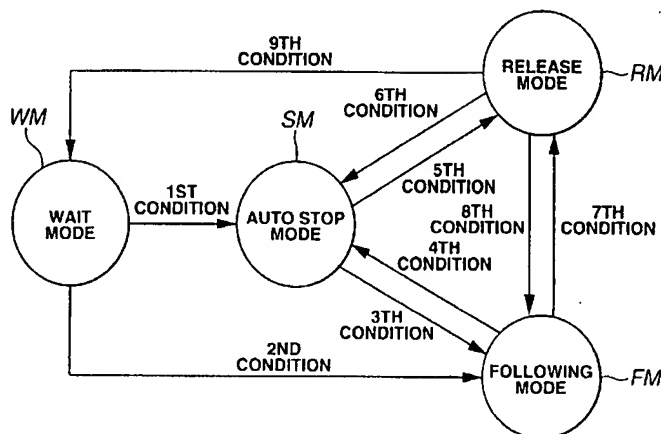 9TH
CONDITION
RELEASE
MODE
RM
6TH
CONDITION
WM
SM
5TH
CONDITION
1ST
CONDITION
WAIT
MODE
AUTO STOP
MODE
8TH
CONDITION
7TH
CONDITION
4TH
CONDITION
3TH
CONDITION
2ND
CONDITION
FOLLOWING
MODE
FM